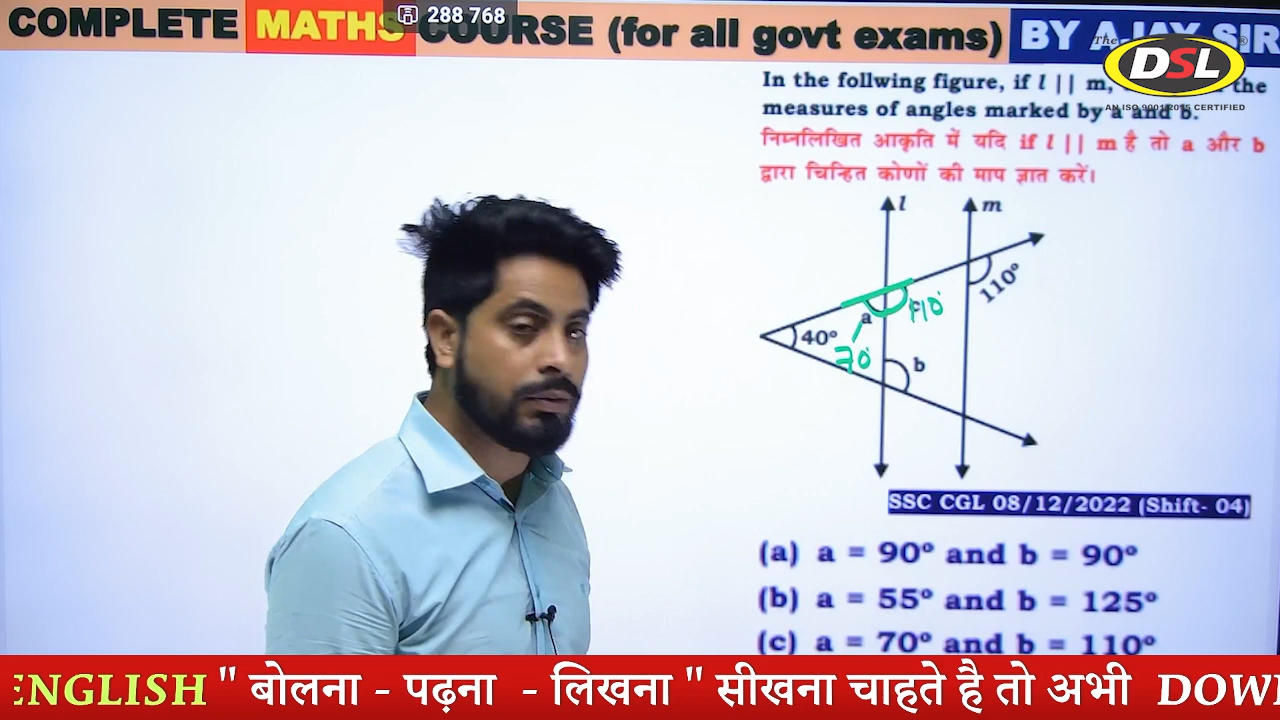 COMPLETE MATHS COURSE (for all govt exams) BY AJAY SIR
288 768
The DSL ®
AN ISO 9001:2015 CERTIFIED
In the follwing figure, if l || m, the
measures of angles marked by a and b.
निम्नलिखित आकृति में यदि if l || m है तो a और b
द्वारा चिन्हित कोणों की माप ज्ञात करें।
l m
110°
a 110°
40°
70°
b
SSC CGL 08/12/2022 (Shift- 04)
(a) a = 90° and b = 90°
(b) a = 55° and b = 125°
(c) a = 70° and b = 110°
ENGLISH " बोलना - पढ़ना - लिखना " सीखना चाहते है तो अभी DOW